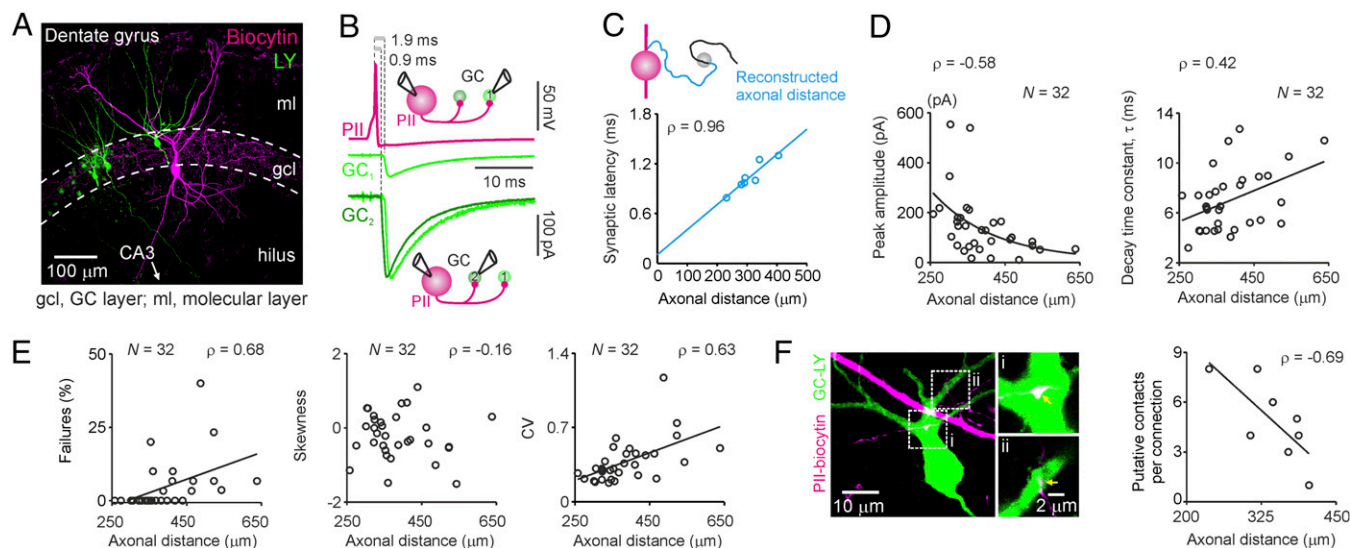 A
Dentate gyrus
Biocytin
LY
ml
gcl
CA3
hilus
100 μm
gcl, GC layer; ml, molecular layer
B
1.9 ms
0.9 ms
GC
1
PII
PII
50 mV
GC1
10 ms
GC2
100 pA
GC
2
1
PII
C
Reconstructed
axonal distance
ρ = 0.96
Synaptic latency (ms)
1.8
1.2
0.6
0
0 100 200 300 400 500
Axonal distance (μm)
D
ρ = -0.58
(pA)
N = 32
Peak amplitude (pA)
600
400
200
0
250 450 650
Axonal distance (μm)
ρ = 0.42
N = 32
Decay time constant, τ (ms)
14
10
6
2
250 450 650
Axonal distance (μm)
E
N = 32 ρ = 0.68
Failures (%)
50
25
0
250 450 650
Axonal distance (μm)
N = 32 ρ = -0.16
Skewness
2
0
-2
250 450 650
Axonal distance (μm)
N = 32 ρ = 0.63
CV
1.4
0.7
0
250 450 650
Axonal distance (μm)
F
PII-biocytin GC-LY
ii
i
10 μm
i
ii
2 μm
ρ = -0.69
Putative contacts
per connection
9
6
3
0
200 325 450
Axonal distance (μm)